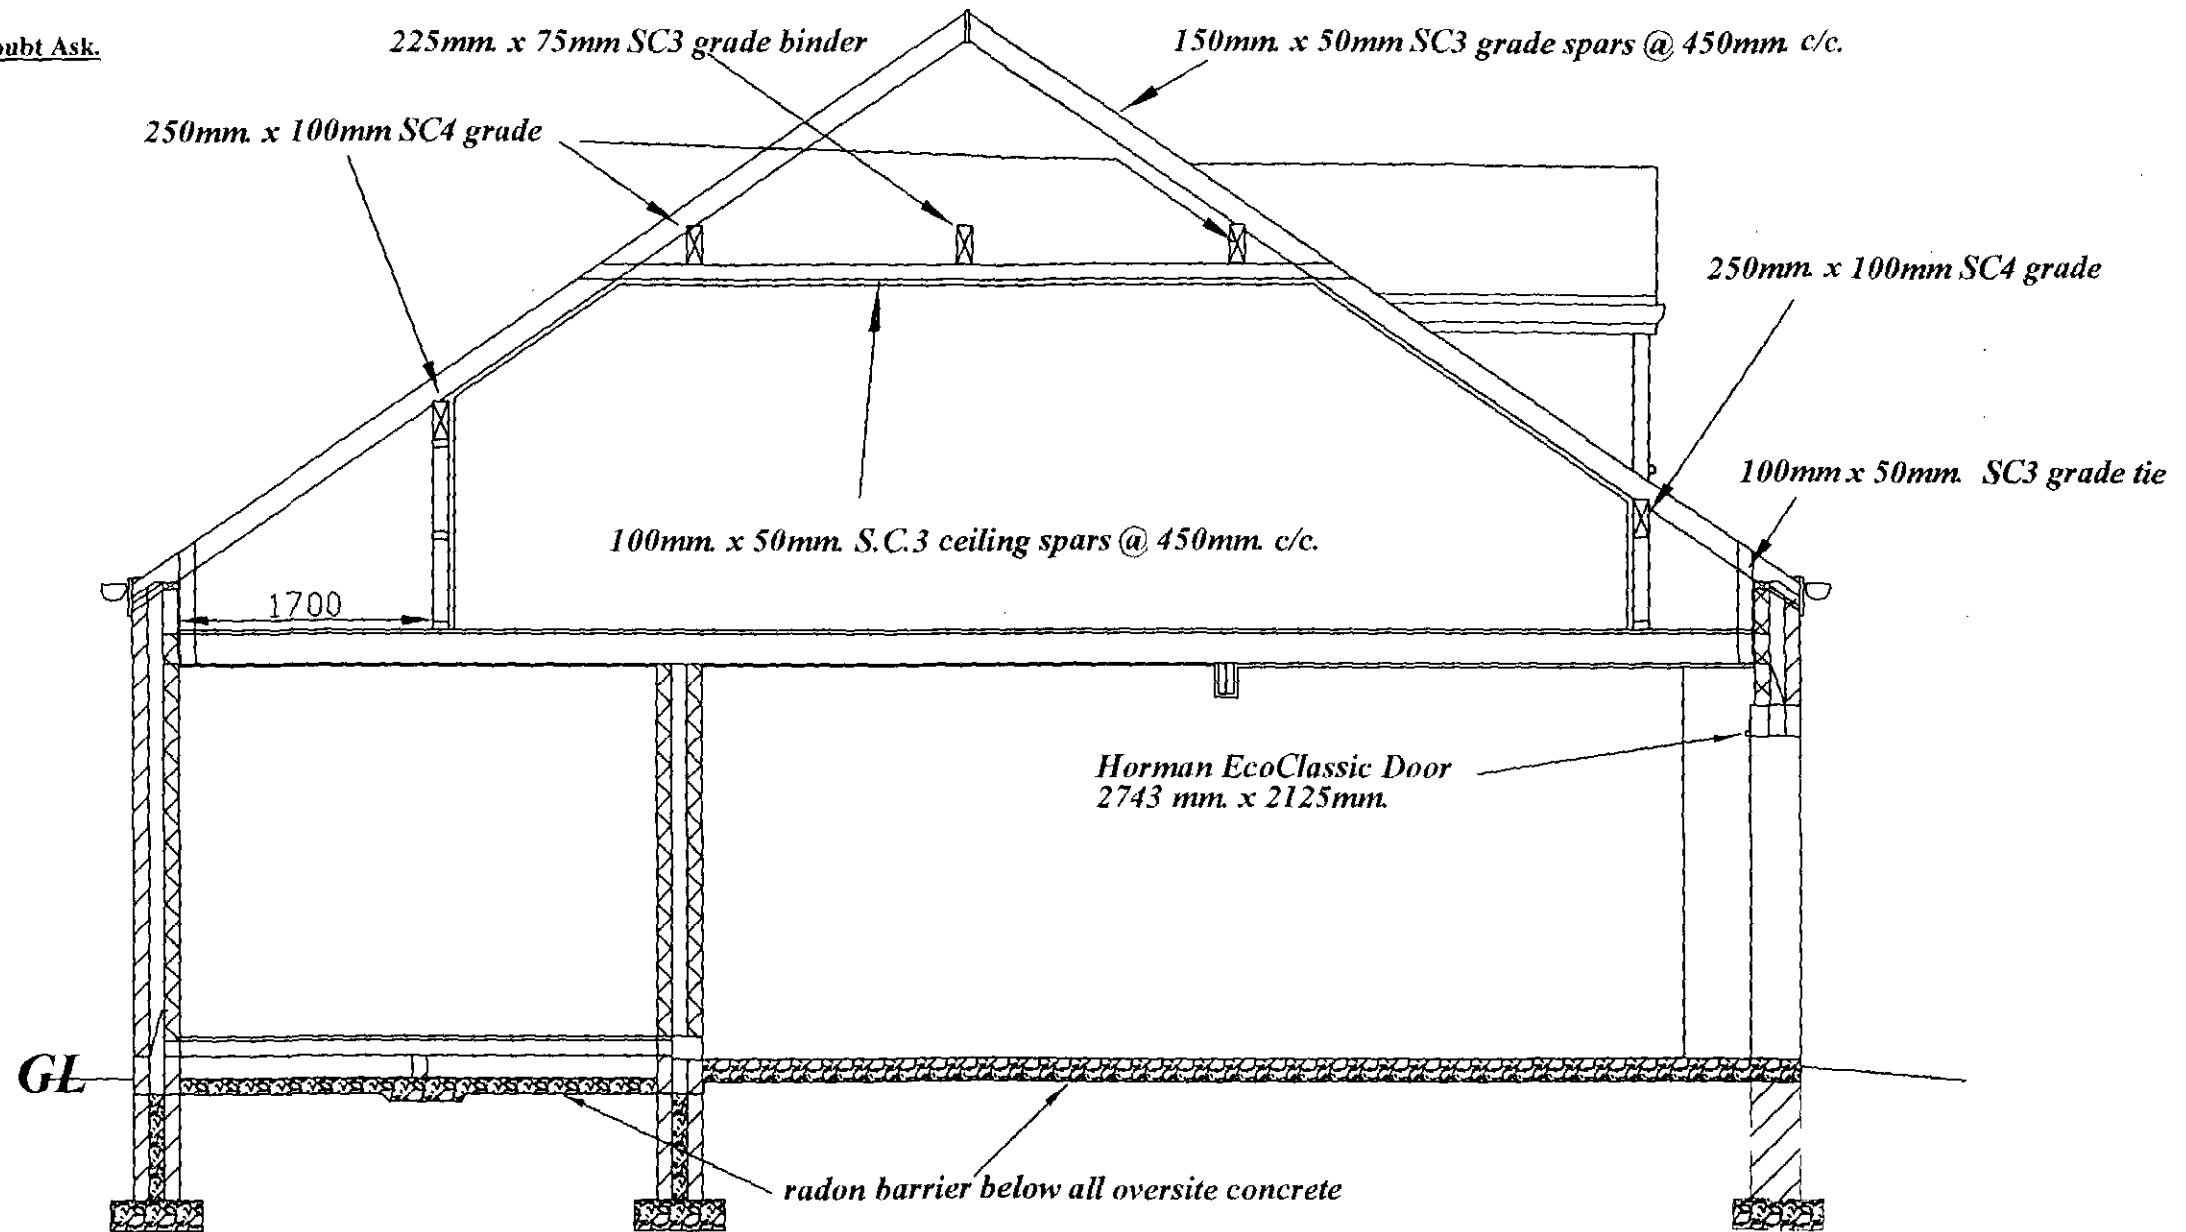 Doubt Ask.
225mm. x 75mm SC3 grade binder
150mm. x 50mm SC3 grade spars @ 450mm. c/c.
250mm. x 100mm SC4 grade
250mm. x 100mm SC4 grade
100mm x 50mm. SC3 grade tie
100mm. x 50mm. S.C.3 ceiling spars @ 450mm. c/c.
1700
Horman EcoClassic Door
2743 mm. x 2125mm.
GL
radon barrier below all oversite concrete